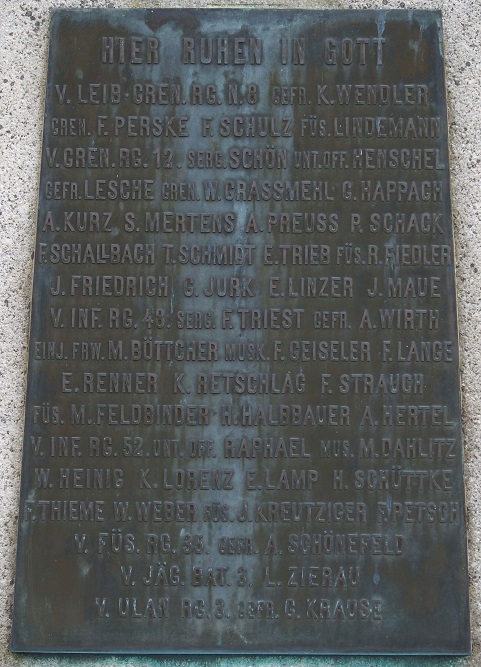 HIER RUHEN IN GOTT
V. LEIB-GREN. RG. N. 8 GEFR. K. WENDLER
GREN. F. PERSKE F. SCHULZ FÜS. LINDEMANN
V. GREN. RG. 12. SERG. SCHÖN UNT. OFF. HENSCHEL
GEFR. LESCHE GREN. W. GRASSMEHL G. HAPPACH
A. KURZ S. MERTENS A. PREUSS P. SCHACK
F. SCHALLBACH T. SCHMIDT E. TRIEB FÜS. R. FIEDLER
J. FRIEDRICH G. JURK E. LINZER J. MAUE
V. INF. RG. 48. SERG. F. TRIEST GEFR. A. WIRTH
EINJ. FRW. M. BÖTTCHER MUSK. F. GEISELER F. LANGE
E. RENNER K. RETSCHLAG F. STRAUCH
FÜS. M. FELDBINDER H. HALBBAUER A. HERTEL
V. INF. RG. 52. UNT. OFF. RAPHAEL MUS. M. DAHLITZ
W. HEINIG K. LORENZ E. LAMP H. SCHÜTTKE
F. THIEME W. WEBER FÜS. J. KREUTZIGER F. PETSCH
V. FÜS. RG. 35. GEFR. A. SCHÖNEFELD
V. JÄG. BAT. 3. L. ZIERAU
V. ULAN RG. 3. GEFR. G. KRAUSE